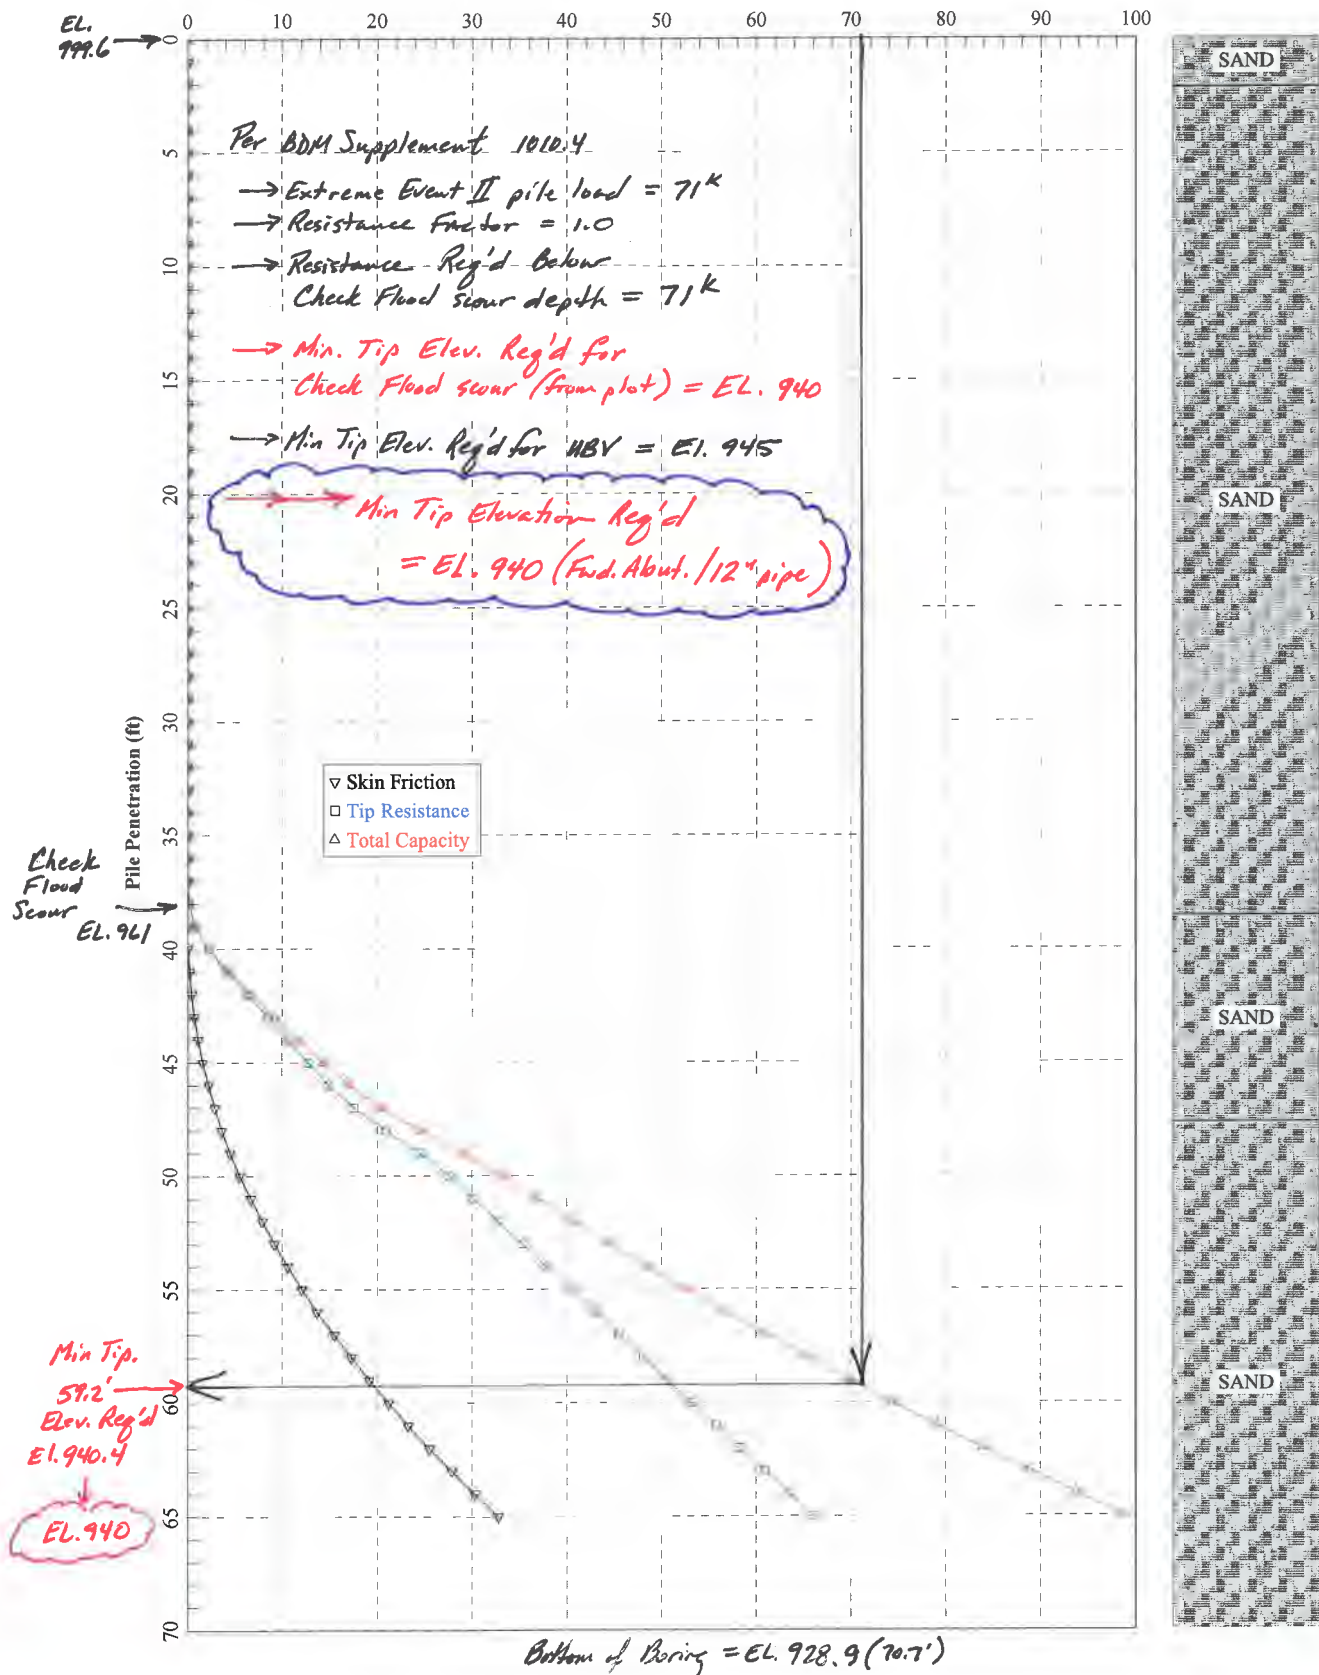 0 10 20 30 40 50 60 70 80 90 100
EL.
999.6
0
SAND
Per BDM Supplement 1010.4
5
→ Extreme Event II pile load = 71K
→ Resistance Factor = 1.0
10
→ Resistance Req'd Below
Check Flood scour depth = 71K
→ Min. Tip Elev. Req'd for
15
Check Flood scour (from plot) = EL. 940
→ Min Tip Elev. Req'd for UBV = El. 945
20
SAND
Min Tip Elevation Req'd
= EL. 940 (Fwd. About./12" pipe)
25
30
Pile Penetration (ft)
Skin Friction
Tip Resistance
Total Capacity
35
Check
Flood
Scour
EL. 961
40
SAND
45
50
55
Min Tip.
59.2'
Elev. Req'd
El. 940.4
60
SAND
EL. 940
65
70
Bottom of Boring = EL. 928.9 (70.7')